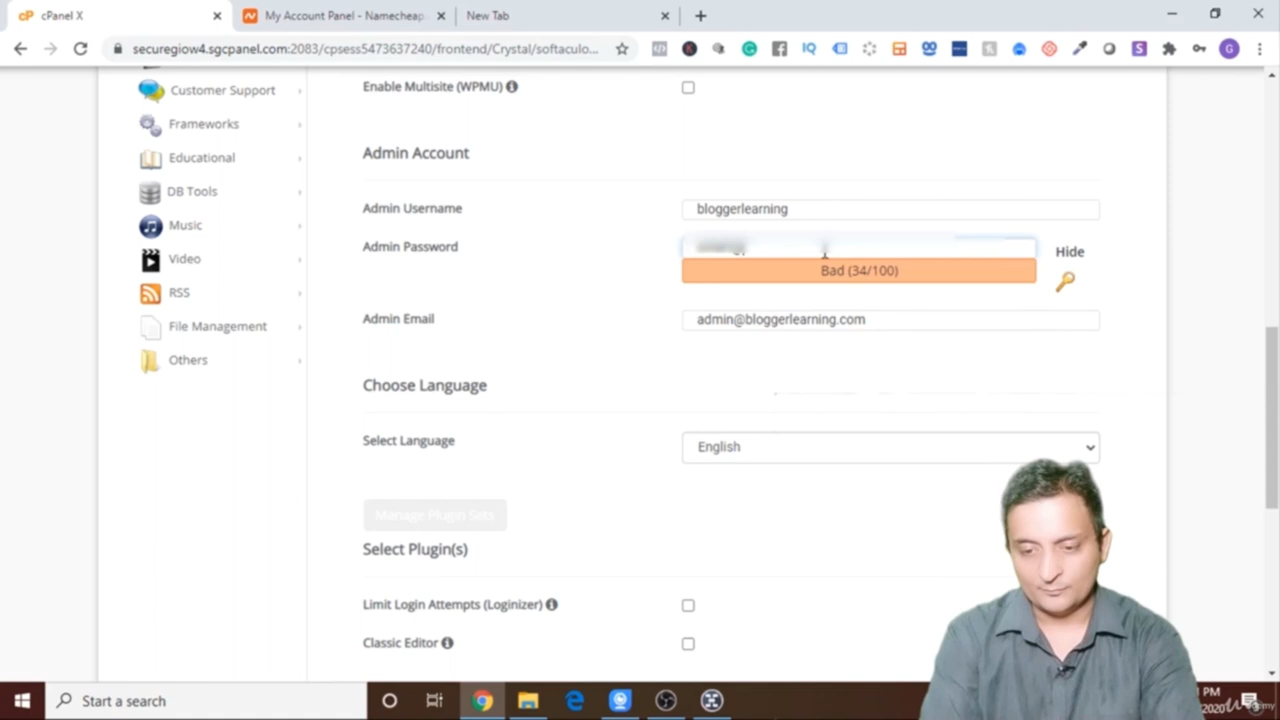 cPanel X
My Account Panel - Namecheap
New Tab
securegiow4.sgcpanel.com:2083/cpsess5473637240/frontend/Crystal/softaculo...
Customer Support
Enable Multisite (WPMU)
Frameworks
Educational
DB Tools
Music
Video
RSS
File Management
Others
Admin Account
Admin Username
bloggerlearning
Admin Password
Hide
Bad (34/100)
Admin Email
admin@bloggerlearning.com
Choose Language
Select Language
English
Manage Plugin Sets
Select Plugin(s)
Limit Login Attempts (Loginizer)
Classic Editor
Start a search